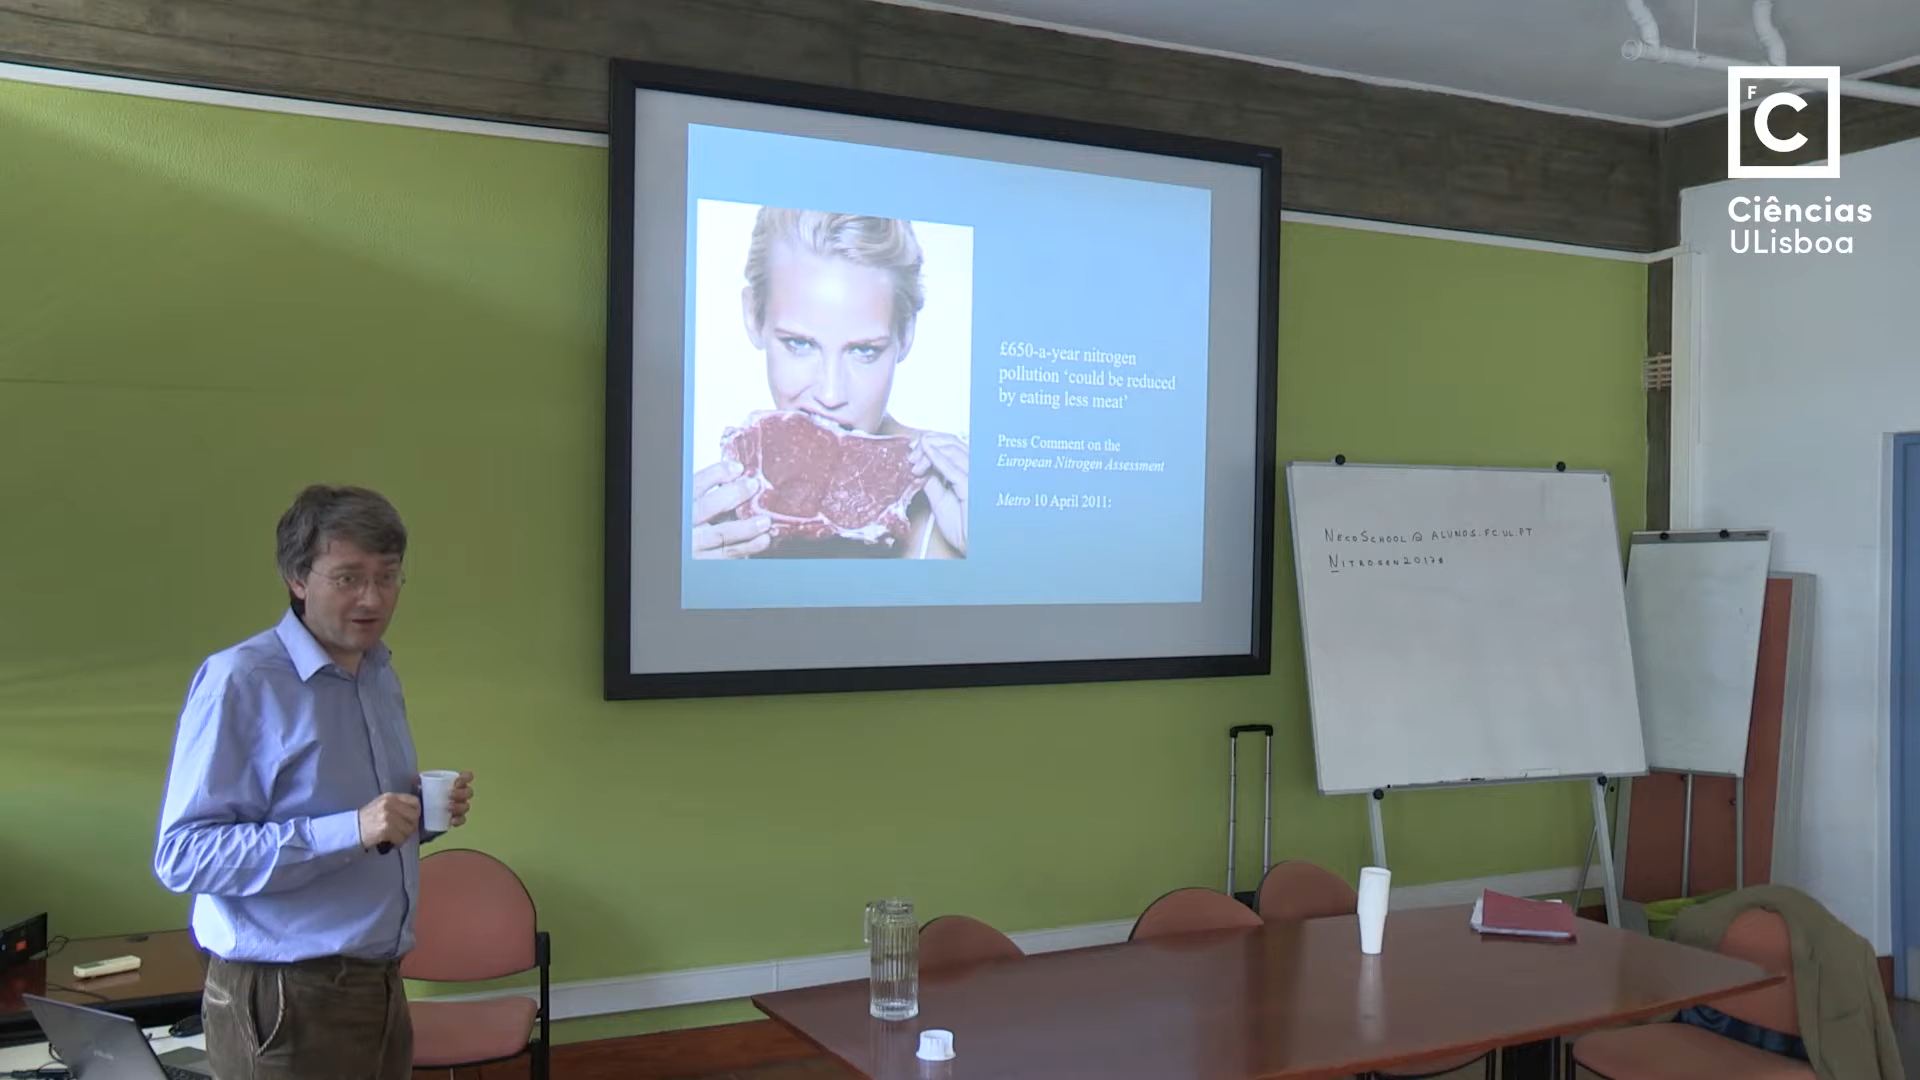 F
C
Ciências
ULisboa
£650-a-year nitrogen
pollution ‘could be reduced
by eating less meat’
Press Comment on the
European Nitrogen Assessment
Metro 10 April 2011:
NECOSCHOOL@ALUNOS.FC.UL.PT